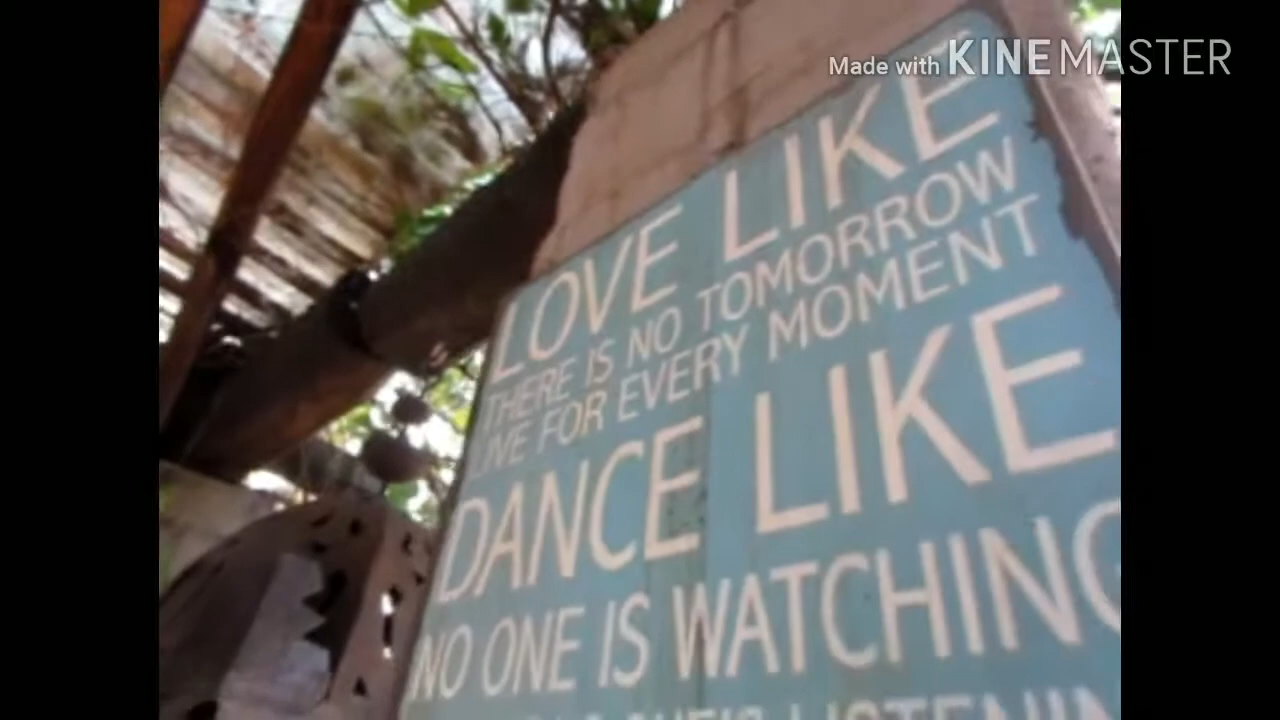 Made with KINEMASTER
LOVE LIKE
THERE IS NO TOMORROW
LIVE FOR EVERY MOMENT
DANCE LIKE
NO ONE IS WATCHING